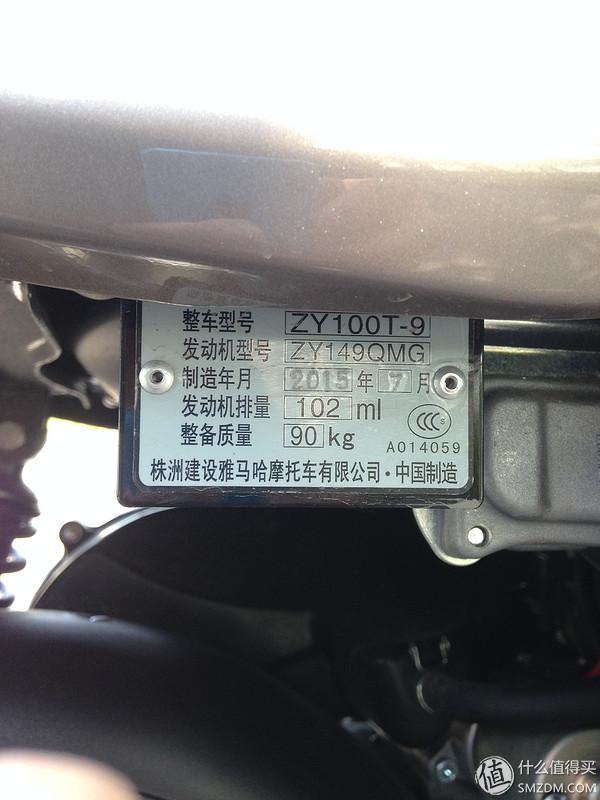 整车型号 ZY100T-9
发动机型号 ZY149QMG
制造年月 2015 年 7 月
发动机排量 102 ml
整备质量 90 kg
CCC S
A014059
株洲建设雅马哈摩托车有限公司·中国制造
值 什么值得买
SMZDM.COM